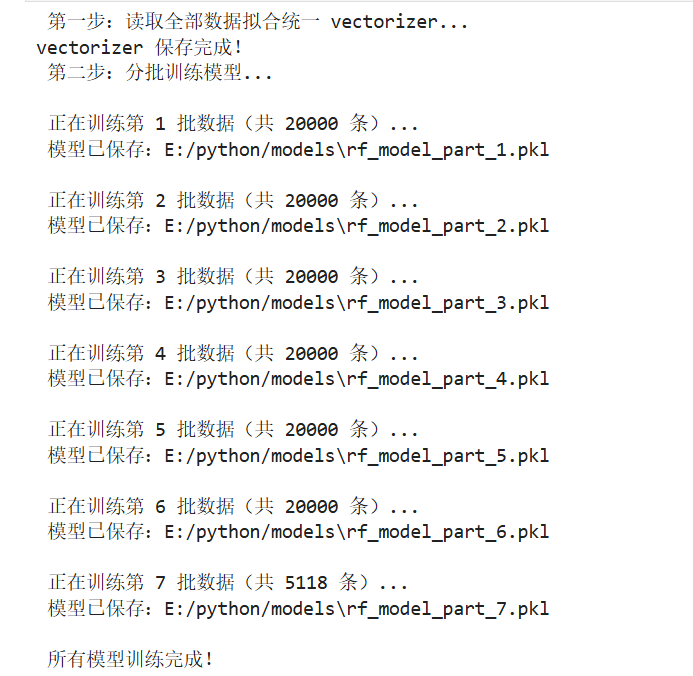 第一步：读取全部数据拟合统一 vectorizer...
vectorizer 保存完成！
第二步：分批训练模型...
正在训练第 1 批数据（共 20000 条）...
模型已保存：E:/python/models\rf_model_part_1.pkl
正在训练第 2 批数据（共 20000 条）...
模型已保存：E:/python/models\rf_model_part_2.pkl
正在训练第 3 批数据（共 20000 条）...
模型已保存：E:/python/models\rf_model_part_3.pkl
正在训练第 4 批数据（共 20000 条）...
模型已保存：E:/python/models\rf_model_part_4.pkl
正在训练第 5 批数据（共 20000 条）...
模型已保存：E:/python/models\rf_model_part_5.pkl
正在训练第 6 批数据（共 20000 条）...
模型已保存：E:/python/models\rf_model_part_6.pkl
正在训练第 7 批数据（共 5118 条）...
模型已保存：E:/python/models\rf_model_part_7.pkl
所有模型训练完成！